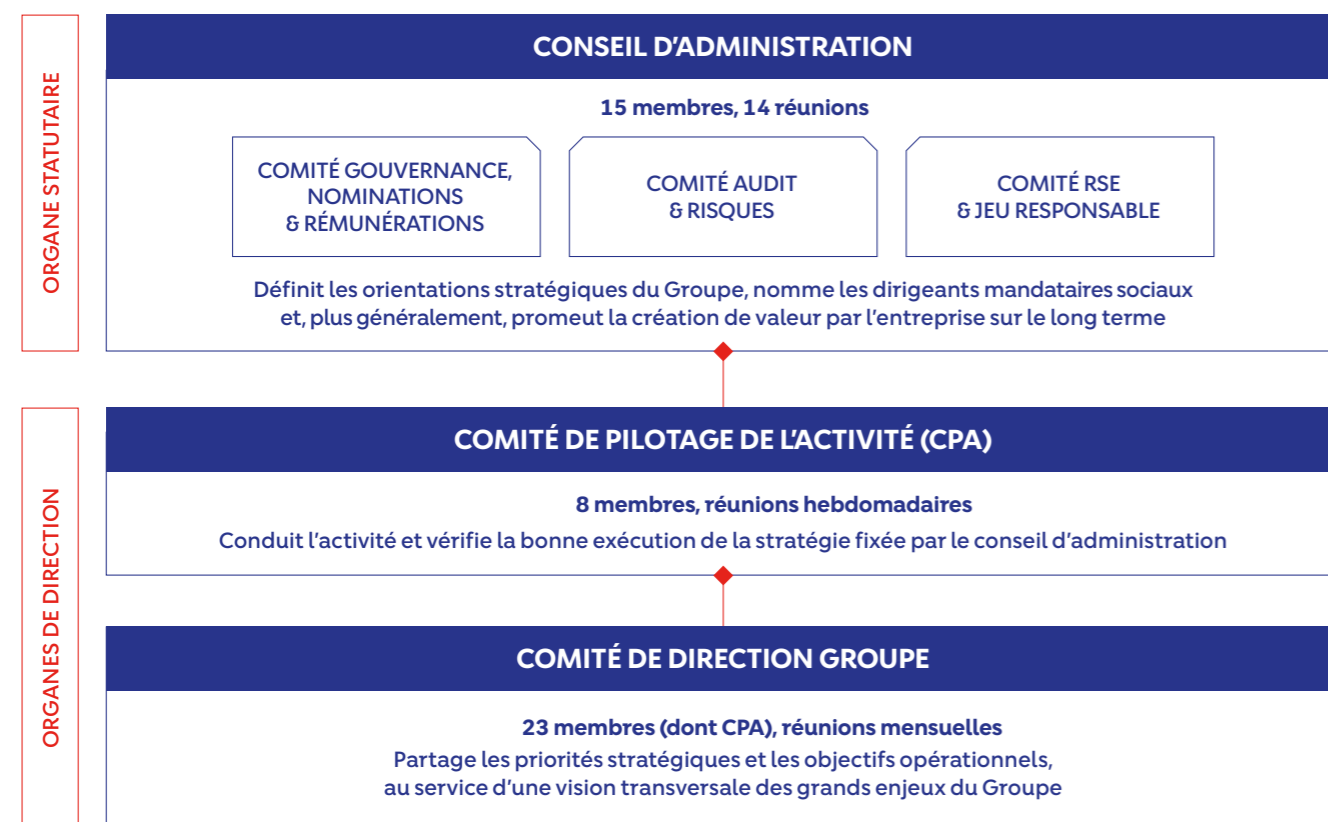 ORGANE STATUTAIRE
CONSEIL D'ADMINISTRATION
15 membres, 14 réunions
COMITÉ GOUVERNANCE,
NOMINATIONS
& RÉMUNÉRATIONS
COMITÉ AUDIT
& RISQUES
COMITÉ RSE
& JEU RESPONSABLE
Définit les orientations stratégiques du Groupe, nomme les dirigeants mandataires sociaux
et, plus généralement, promeut la création de valeur par l'entreprise sur le long terme
ORGANES DE DIRECTION
COMITÉ DE PILOTAGE DE L'ACTIVITÉ (CPA)
8 membres, réunions hebdomadaires
Conduit l'activité et vérifie la bonne exécution de la stratégie fixée par le conseil d'administration
COMITÉ DE DIRECTION GROUPE
23 membres (dont CPA), réunions mensuelles
Partage les priorités stratégiques et les objectifs opérationnels,
au service d'une vision transversale des grands enjeux du Groupe